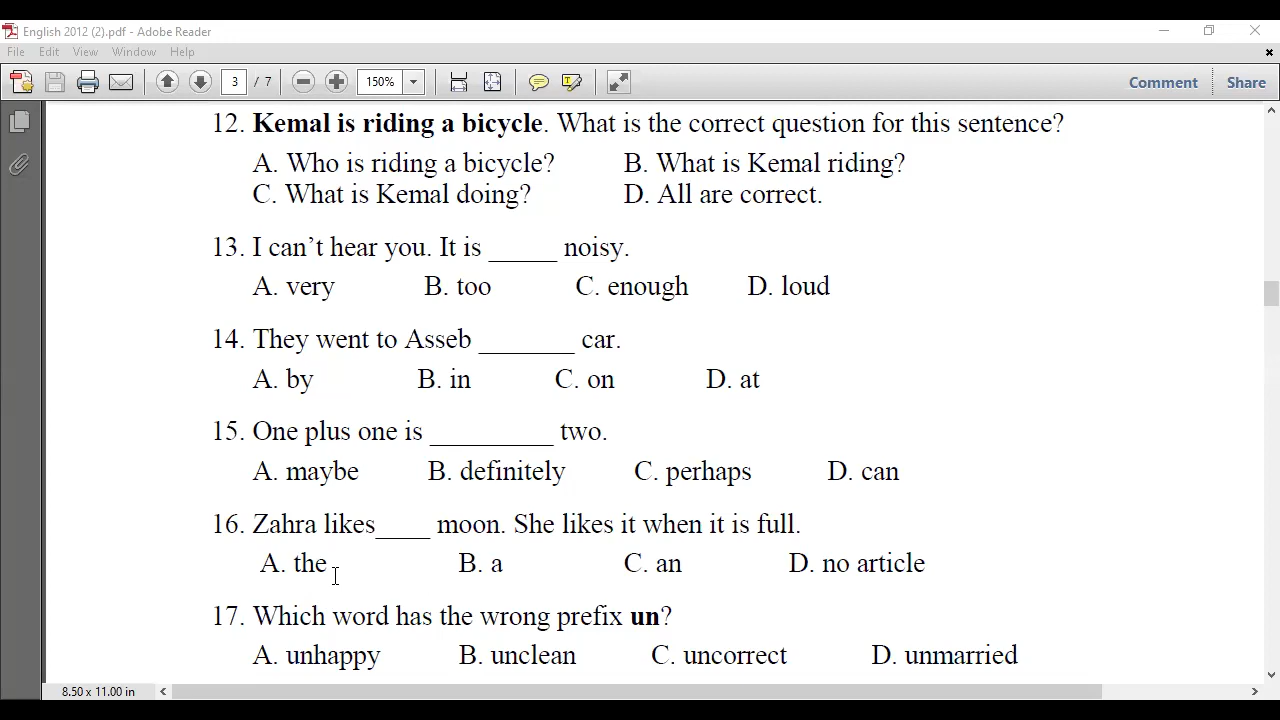 English 2012 (2).pdf - Adobe Reader
File Edit View Window Help
3 / 7 150% Comment Share
12. Kemal is riding a bicycle. What is the correct question for this sentence?
A. Who is riding a bicycle? B. What is Kemal riding?
C. What is Kemal doing? D. All are correct.
13. I can’t hear you. It is _____ noisy.
A. very B. too C. enough D. loud
14. They went to Asseb _______ car.
A. by B. in C. on D. at
15. One plus one is _________ two.
A. maybe B. definitely C. perhaps D. can
16. Zahra likes____ moon. She likes it when it is full.
A. the B. a C. an D. no article
17. Which word has the wrong prefix un?
A. unhappy B. unclean C. uncorrect D. unmarried
8.50 x 11.00 in